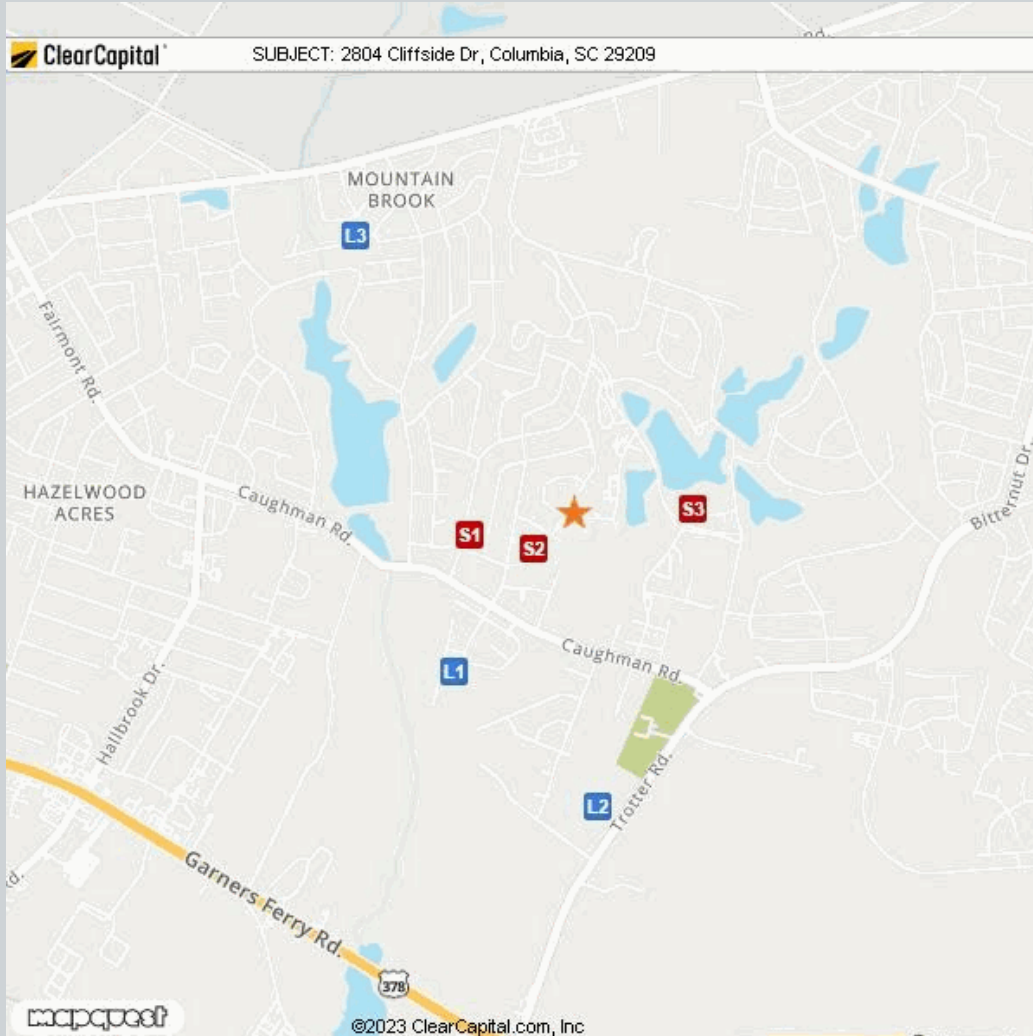 ClearCapital
SUBJECT: 2804 Cliffside Dr, Columbia, SC 29209
MOUNTAIN
BROOK
L3
Fairmont Rd.
HAZELWOOD
ACRES
Caughman Rd.
S1
S2
S3
Bitternut Dr.
Hallbrook Dr.
L1
Caughman Rd.
L2
Trotter Rd.
Garners Ferry Rd.
378
mapquest
©2023 ClearCapital.com, Inc